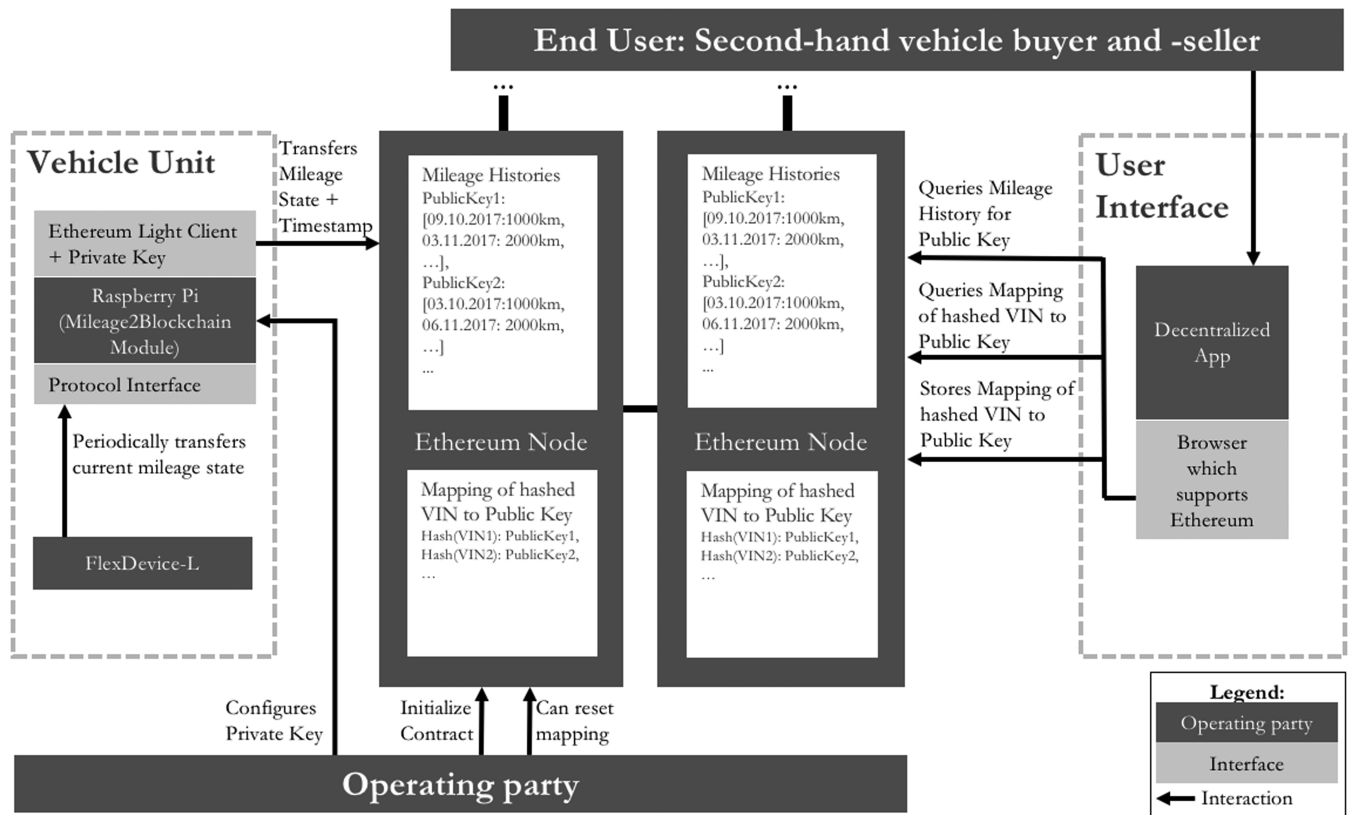 End User: Second-hand vehicle buyer and -seller
...
...
Vehicle Unit
Ethereum Light Client
+ Private Key
Raspberry Pi
(Mileage2Blockchain
Module)
Protocol Interface
Periodically transfers
current mileage state
FlexDevice-L
Transfers
Mileage
State +
Timestamp
Mileage Histories
PublicKey1:
[09.10.2017:1000km,
03.11.2017: 2000km,
…],
PublicKey2:
[03.10.2017:1000km,
06.11.2017: 2000km,
…]
...
Ethereum Node
Mapping of hashed
VIN to Public Key
Hash(VIN1): PublicKey1,
Hash(VIN2): PublicKey2,
…
Mileage Histories
PublicKey1:
[09.10.2017:1000km,
03.11.2017: 2000km,
…],
PublicKey2:
[03.10.2017:1000km,
06.11.2017: 2000km,
…]
...
Ethereum Node
Mapping of hashed
VIN to Public Key
Hash(VIN1): PublicKey1,
Hash(VIN2): PublicKey2,
…
Queries Mileage
History for
Public Key
Queries Mapping
of hashed VIN to
Public Key
Stores Mapping of
hashed VIN to
Public Key
User
Interface
Decentralized
App
Browser
which
supports
Ethereum
Configures
Private Key
Initialize
Contract
Can reset
mapping
Operating party
Legend:
Operating party
Interface
Interaction